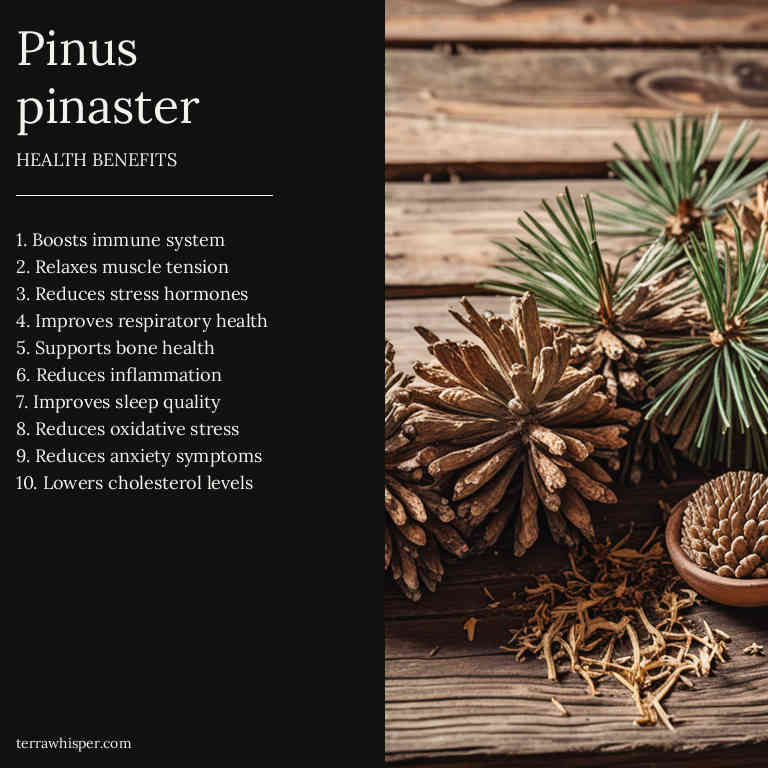 Pinus
pinaster
HEALTH BENEFITS
1. Boosts immune system
2. Relaxes muscle tension
3. Reduces stress hormones
4. Improves respiratory health
5. Supports bone health
6. Reduces inflammation
7. Improves sleep quality
8. Reduces oxidative stress
9. Reduces anxiety symptoms
10. Lowers cholesterol levels
terrawhisper.com